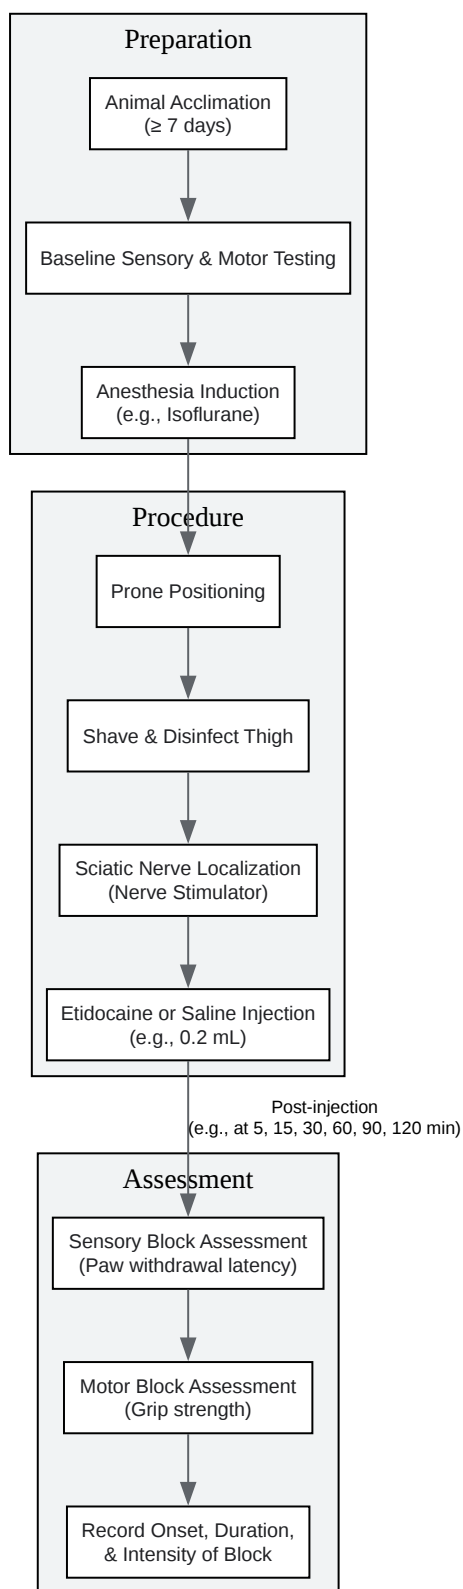 Preparation
Animal Acclimation
(≥ 7 days)
Baseline Sensory & Motor Testing
Anesthesia Induction
(e.g., Isoflurane)
Procedure
Prone Positioning
Shave & Disinfect Thigh
Sciatic Nerve Localization
(Nerve Stimulator)
Etidocaine or Saline Injection
(e.g., 0.2 mL)
Post-injection
(e.g., at 5, 15, 30, 60, 90, 120 min)
Assessment
Sensory Block Assessment
(Paw withdrawal latency)
Motor Block Assessment
(Grip strength)
Record Onset, Duration,
& Intensity of Block